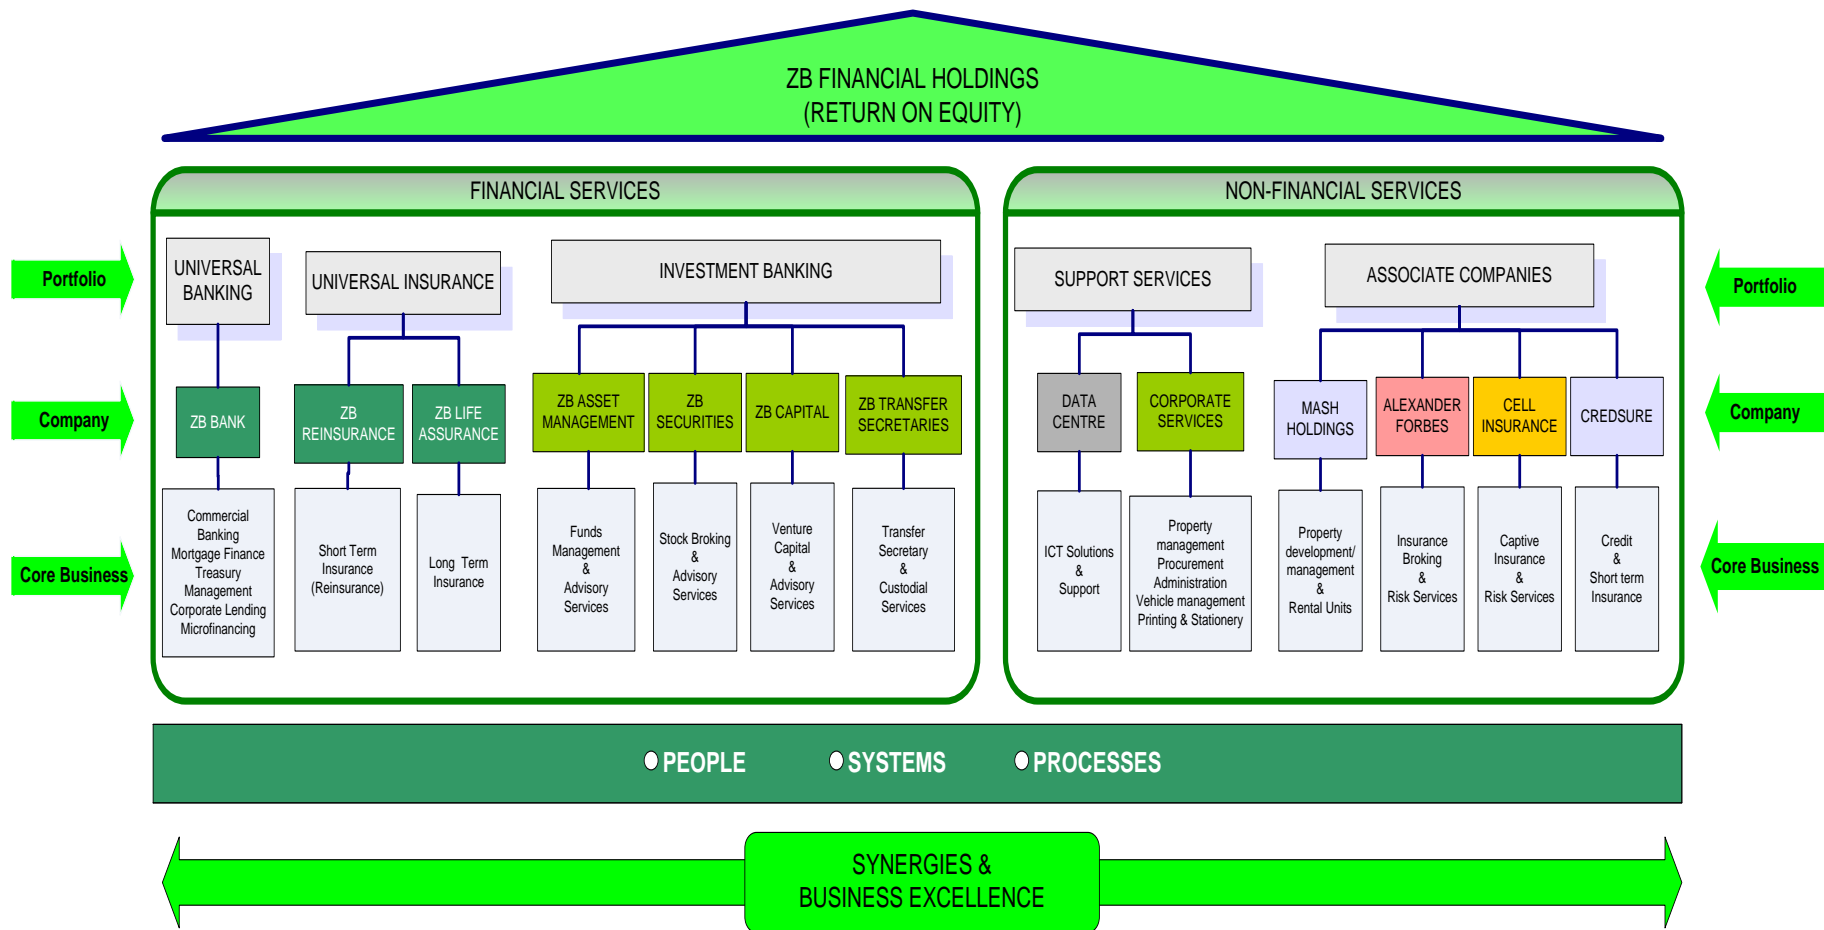 ZB FINANCIAL HOLDINGS
(RETURN ON EQUITY)
FINANCIAL SERVICES
NON-FINANCIAL SERVICES
Portfolio
UNIVERSAL
BANKING
UNIVERSAL INSURANCE
INVESTMENT BANKING
SUPPORT SERVICES
ASSOCIATE COMPANIES
Portfolio
Company
ZB BANK
ZB
REINSURANCE
ZB LIFE
ASSURANCE
ZB ASSET
MANAGEMENT
ZB
SECURITIES
ZB CAPITAL
ZB TRANSFER
SECRETARIES
DATA
CENTRE
CORPORATE
SERVICES
MASH
HOLDINGS
ALEXANDER
FORBES
CELL
INSURANCE
CREDSURE
Company
Core Business
Commercial
Banking
Mortgage Finance
Treasury
Management
Corporate Lending
Microfinancing
Short Term
Insurance
(Reinsurance)
Long Term
Insurance
Funds
Management
&
Advisory
Services
Stock Broking
&
Advisory
Services
Venture
Capital
&
Advisory
Services
Transfer
Secretary
&
Custodial
Services
ICT Solutions
&
Support
Property
management
Procurement
Administration
Vehicle management
Printing & Stationery
Property
development/
management
&
Rental Units
Insurance
Broking
&
Risk Services
Captive
Insurance
&
Risk Services
Credit
&
Short term
Insurance
Core Business
PEOPLE SYSTEMS PROCESSES
SYNERGIES &
BUSINESS EXCELLENCE